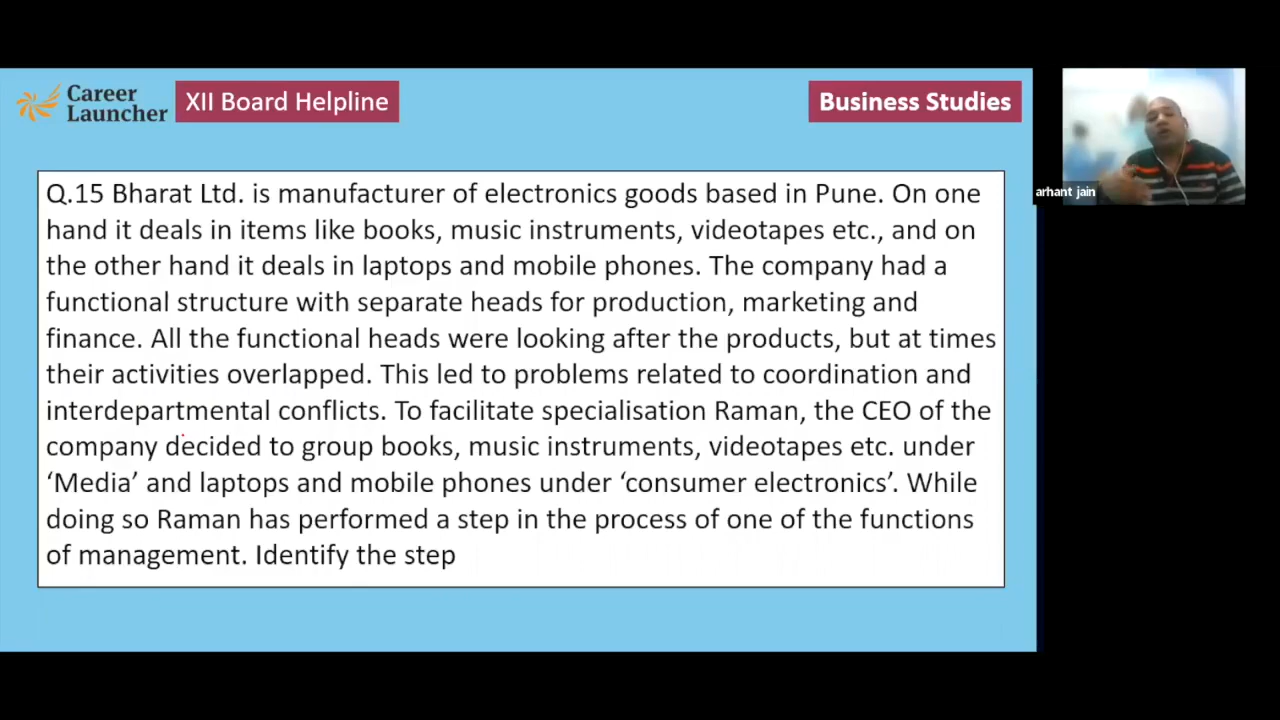 Career
Launcher
XII Board Helpline
Business Studies
arhant jain
Q.15 Bharat Ltd. is manufacturer of electronics goods based in Pune. On one
hand it deals in items like books, music instruments, videotapes etc., and on
the other hand it deals in laptops and mobile phones. The company had a
functional structure with separate heads for production, marketing and
finance. All the functional heads were looking after the products, but at times
their activities overlapped. This led to problems related to coordination and
interdepartmental conflicts. To facilitate specialisation Raman, the CEO of the
company decided to group books, music instruments, videotapes etc. under
‘Media’ and laptops and mobile phones under ‘consumer electronics’. While
doing so Raman has performed a step in the process of one of the functions
of management. Identify the step